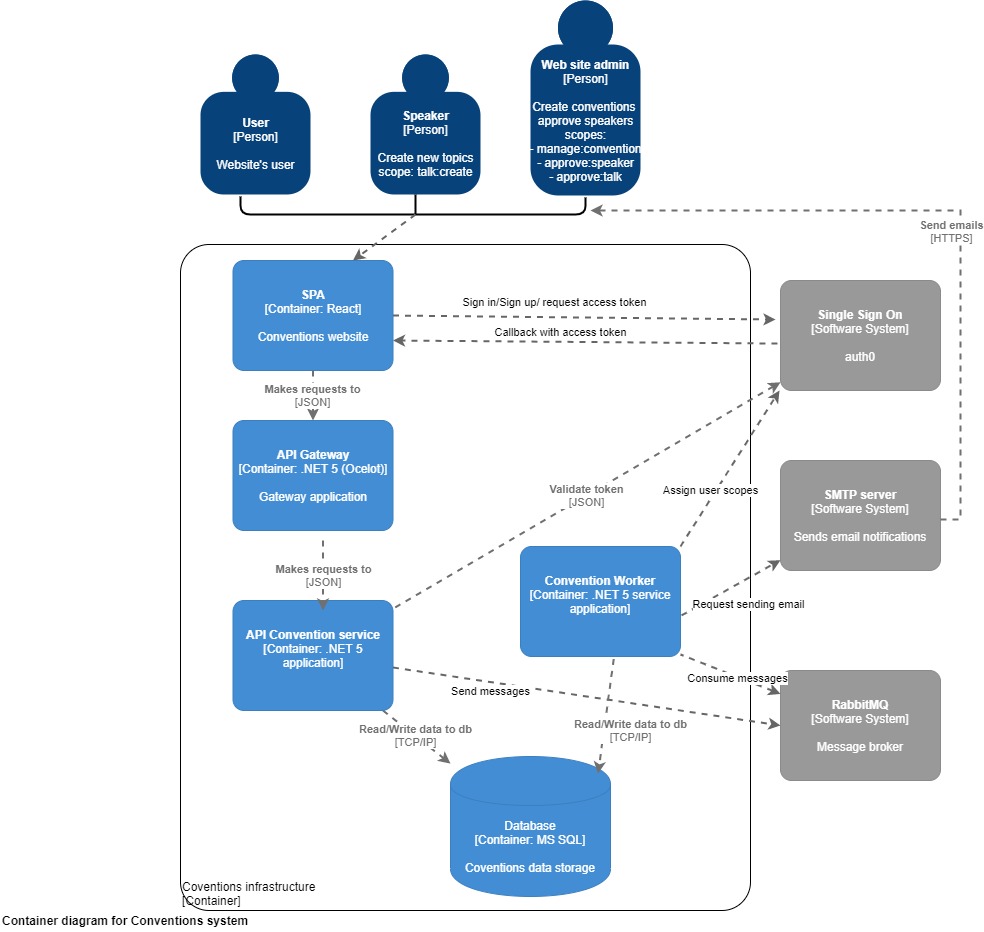 User
[Person]
Website's user
Speaker
[Person]
Create new topics
scope: talk:create
Web site admin
[Person]
Create conventions
approve speakers
scopes:
- manage:convention
- approve:speaker
- approve:talk
Send emails
[HTTPS]
SPA
[Container: React]
Conventions website
Sign in/Sign up/ request access token
Callback with access token
Single Sign On
[Software System]
auth0
Makes requests to
[JSON]
API Gateway
[Container: .NET 5 (Ocelot)]
Gateway application
Validate token
[JSON]
Assign user scopes
SMTP server
[Software System]
Sends email notifications
Makes requests to
[JSON]
Convention Worker
[Container: .NET 5 service
application]
Request sending email
API Convention service
[Container: .NET 5
application]
Send messages
Consume messages
RabbitMQ
[Software System]
Message broker
Read/Write data to db
[TCP/IP]
Read/Write data to db
[TCP/IP]
Database
[Container: MS SQL]
Coventions data storage
Coventions infrastructure
[Container]
Container diagram for Conventions system